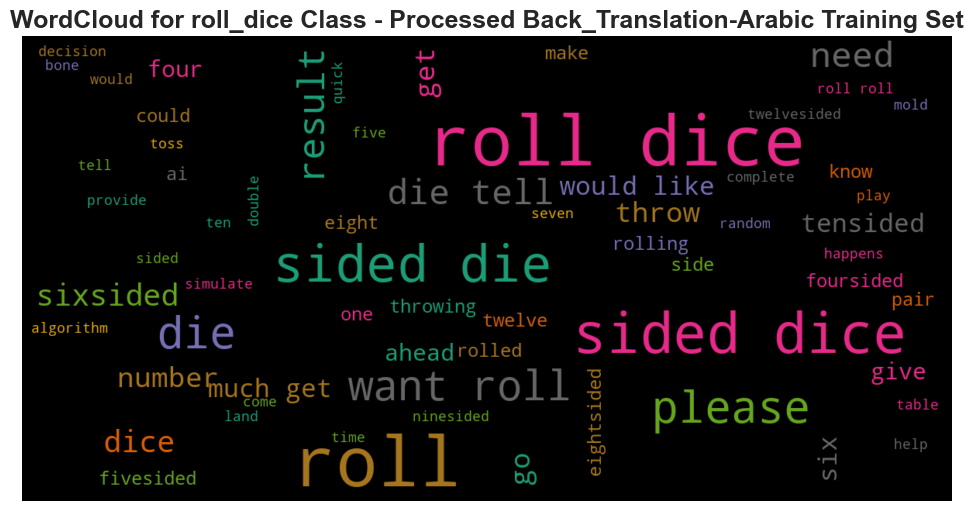 WordCloud for roll_dice Class - Processed Back_Translation-Arabic Training Set
decision
bone
would
four
result
quick
get
make
need
roll roll
mold
could
toss
five
roll dice
twelvesided
tell
ai
die tell
would like
complete
know
provide
double
play
ten
eight
seven
throw
random
tensided
rolling
happens
sided
sided die
side
simulate
foursided
sixsided
throwing
pair
one
twelve
algorithm
die
sided dice
ahead
rolled
number
much get
want roll
give
come
eightsided
please
table
land
ninesided
dice
time
roll
go
six
help
fivesided